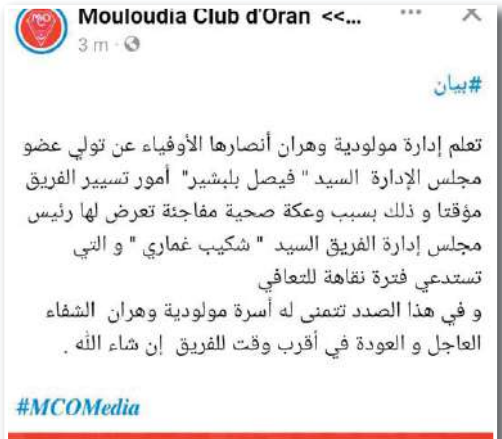 Mouloudia Club d'Oran <<...
3 m
#بيان
تعلم إدارة مولودية وهران أنصارها الأوفياء عن تولي عضو
مجلس الإدارة السيد " فيصل بلبشير" أمور تسيير الفريق
مؤقتا و ذلك بسبب وعكة صحية مفاجئة تعرض لها رئيس
مجلس إدارة الفريق السيد " شكيب غماري " و التي
تستدعي فترة نقاهة للتعافي
و في هذا الصدد تتمنى له أسرة مولودية وهران الشفاء
العاجل و العودة في أقرب وقت للفريق إن شاء الله .
#MCOMedia